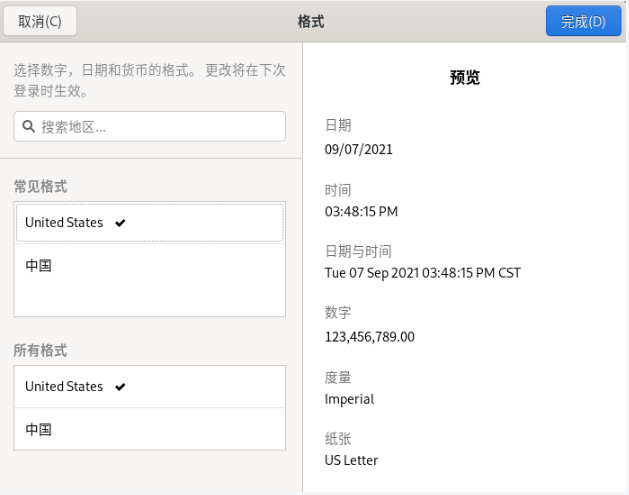 取消(C)
格式
完成(D)
选择数字，日期和货币的格式。 更改将在下次
登录时生效。
搜索地区...
常见格式
United States
中国
所有格式
United States
中国
预览
日期
09/07/2021
时间
03:48:15 PM
日期与时间
Tue 07 Sep 2021 03:48:15 PM CST
数字
123,456,789.00
度量
Imperial
纸张
US Letter